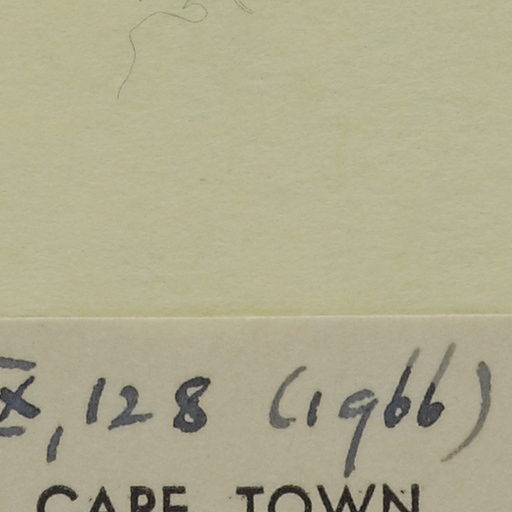 X, 128 (1966)
CAPE TOWN